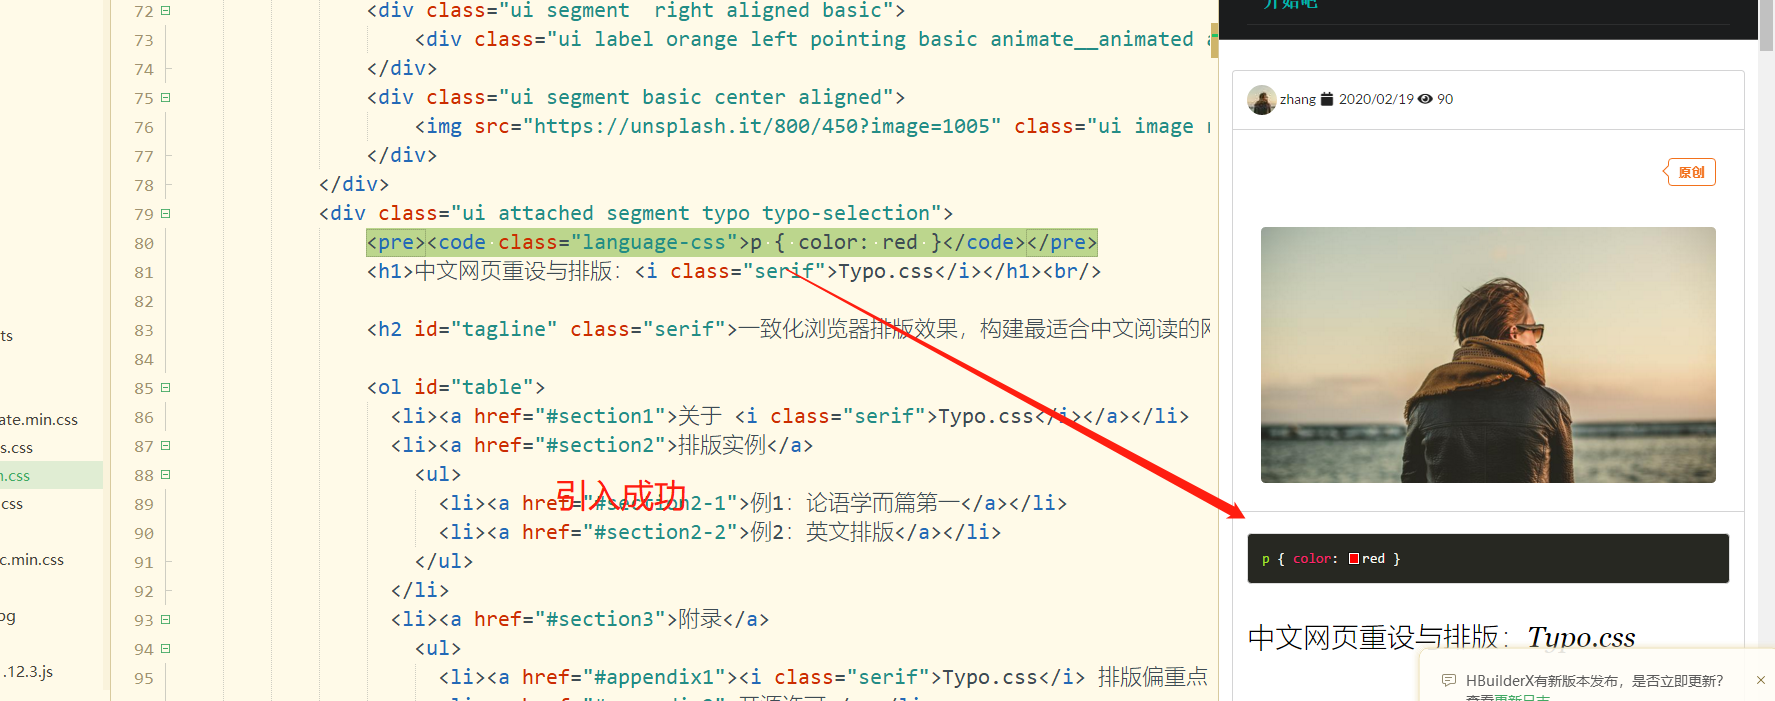 ts
ate.min.css
s.css
n.css
css
c.min.css
og
.12.3.js
72 <div class="ui segment  right aligned basic">
73 <div class="ui label orange left pointing basic animate__animated
74 </div>
75 <div class="ui segment basic center aligned">
76 <img src="https://unsplash.it/800/450?image=1005" class="ui image
77 </div>
78 </div>
79 <div class="ui attached segment typo typo-selection">
80 <pre><code class="language-css">p { color: red }</code></pre>
81 <h1>中文网页重设与排版：<i class="serif">Typo.css</i></h1><br/>
82
83 <h2 id="tagline" class="serif">一致化浏览器排版效果，构建最适合中文阅读的网
84
85 <ol id="table">
86 <li><a href="#section1">关于 <i class="serif">Typo.css</i></a></li>
87 <li><a href="#section2">排版实例</a>
88 <ul>
89 <li><a href="#section2-1">例1：论语学而篇第一</a></li>
引入成功
90 <li><a href="#section2-2">例2：英文排版</a></li>
91 </ul>
92 </li>
93 <li><a href="#section3">附录</a>
94 <ul>
95 <li><a href="#appendix1"><i class="serif">Typo.css</i> 排版偏重点
开始吧
zhang 2020/02/19 90
原创
p { color: red }
中文网页重设与排版：Typo.css
HBuilderX有新版本发布，是否立即更新？
查看更新日志